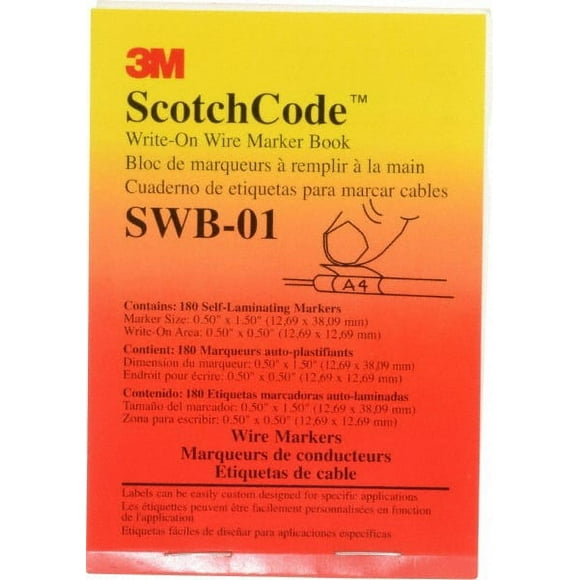 3M
ScotchCode™
Write-On Wire Marker Book
Bloc de marqueurs à remplir à la main
Cuaderno de etiquetas para marcar cables
SWB-01
A4
Contains: 180 Self-Laminating Markers
Marker Size: 0.50" x 1.50" (12,69 x 38,09 mm)
Write-On Area: 0.50" x 0.50" (12,69 x 12,69 mm)
Contient: 180 Marqueurs auto-plastifiants
Dimension du marqueur: 0.50" x 1.50" (12,69 x 38,09 mm)
Endroit pour écrire: 0.50" x 0.50" (12,69 x 12,69 mm)
Contenido: 180 Etiquetas marcadoras auto-laminadas
Tamaño del marcador: 0.50" x 1.50" (12,69 x 38,09 mm)
Zona para escribir: 0.50" x 0.50" (12,69 x 12.69 mm)
Wire Markers
Marqueurs de conducteurs
Etiquetas de cable
Labels can be easily custom designed for specific applications
Les étiquettes peuvent être facilement personnalisées en fonction
de l'application
Etiquetas fáciles de diseñar para aplicaciones específicas